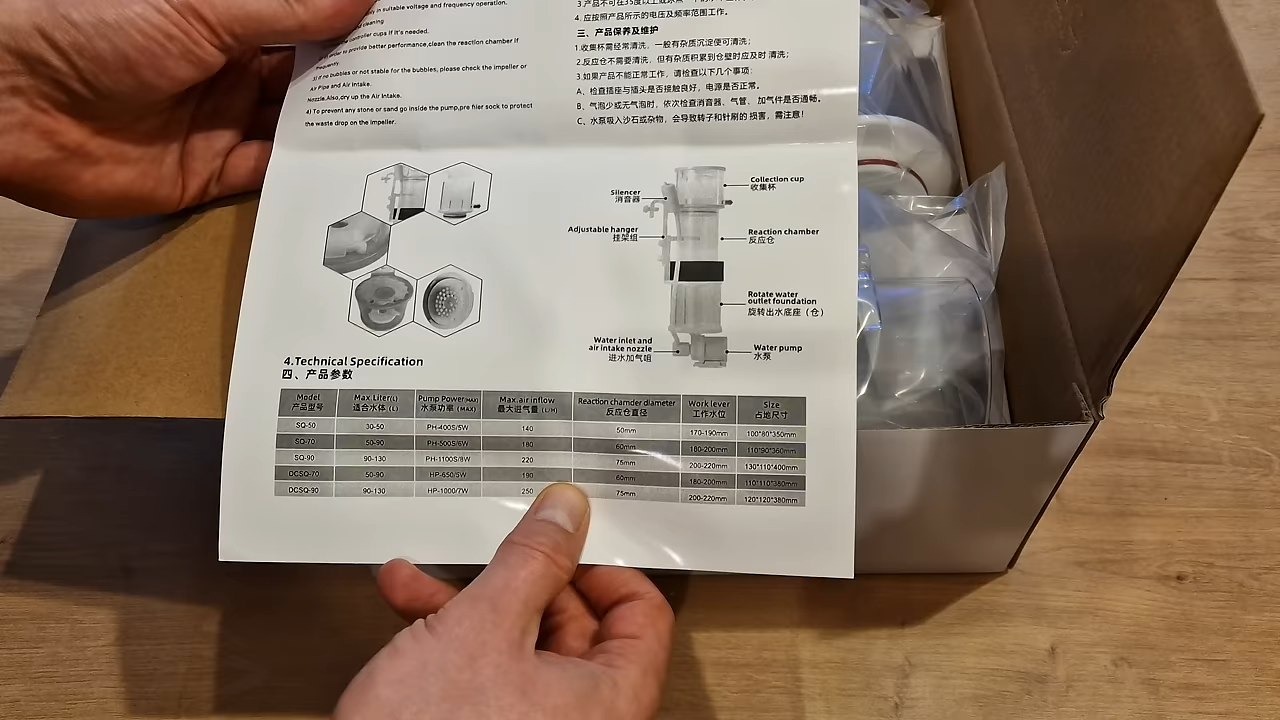 in suitable voltage and frequency operation.
cleaning
controller cups if it's needed.
to provide better performance,clean the reaction chamber if
frequently.
3) If no bubbles or not stable for the bubbles, please check the impeller or
Air Pipe and Air Intake.
Nozzle.Also,dry up the Air Intake.
4) To prevent any stone or sand go inside the pump,pre filer sock to protect
the waste drop on the impeller.
4. 应按照产品所示的电压及频率范围工作。
三、产品保养及维护
1.收集杯需经常清洗，一般有杂质沉淀便可清洗；
2.反应仓不需要清洗，但有杂质积累到仓壁时应及时 清洗；
3.如果产品不能正常工作，请检查以下几个事项：
A、检查插座与插头是否接触良好，电源是否正常。
B、气泡少或无气泡时，依次检查消音器、气管、加气件是否通畅。
C、水泵吸入沙石或杂物，会导致转子和针刷的 损害，需注意！
Silencer
消音器
Adjustable hanger
挂架组
Water inlet and
air intake nozzle
进水加气咀
Collection cup
收集杯
Reaction chamber
反应仓
Rotate water
outlet foundation
旋转出水底座（仓）
Water pump
水泵
4.Technical Specification
四、产品参数
Model Max.Liter(L) Pump Power(MAX) Max.air inflow Reaction chamder diameter Work lever Size
产品型号 适合水体 (L) 水泵功率 (MAX) 最大进气量 (L/H) 反应仓直径 工作水位 占地尺寸
SQ-50 30-50 PH-400S/5W 140 50mm 170-190mm 100*80*350mm
SQ-70 50-90 PH-500S/6W 180 60mm 180-200mm 110*90*360mm
SQ-90 90-130 PH-1100S/8W 220 75mm 200-220mm 130*110*400mm
DCSQ-70 50-90 HP-650/5W 190 60mm 180-200mm 110*110*380mm
DCSQ-90 90-130 HP-1000/7W 250 75mm 200-220mm 120*120*380mm